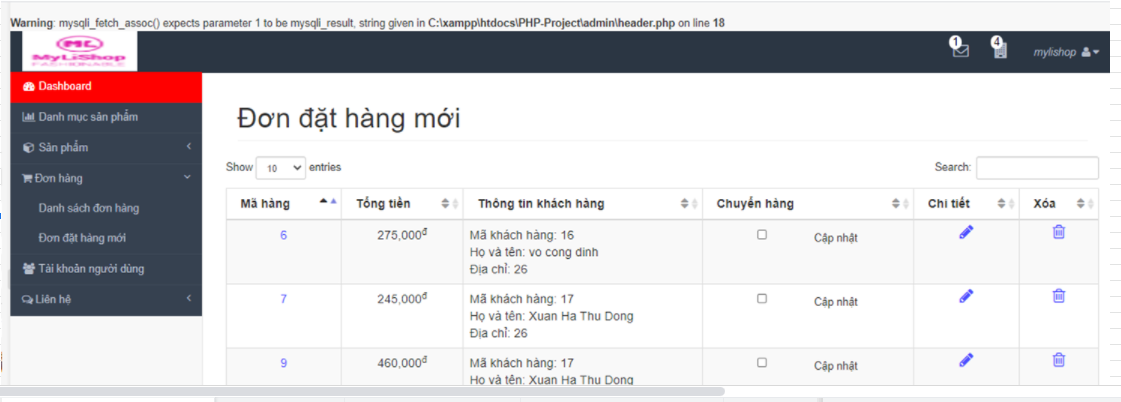 Warning: mysqli_fetch_assoc() expects parameter 1 to be mysqli_result, string given in C:\xampp\htdocs\PHP-Project\admin\header.php on line 18
ML
MyLiShop
FASHIONABLE
1
4
mylishop
Dashboard
Danh mục sản phẩm
Sản phẩm
Đơn hàng
Danh sách đơn hàng
Đơn đặt hàng mới
Tài khoản người dùng
Liên hệ
Đơn đặt hàng mới
Show 10 entries
Search:
Mã hàng Tổng tiền Thông tin khách hàng Chuyển hàng Chi tiết Xóa
6 275,000đ Mã khách hàng: 16 Cập nhật
Họ và tên: vo cong dinh
Địa chỉ: 26
7 245,000đ Mã khách hàng: 17 Cập nhật
Họ và tên: Xuan Ha Thu Dong
Địa chỉ: 26
9 460,000đ Mã khách hàng: 17 Cập nhật
Họ và tên: Xuan Ha Thu Dong